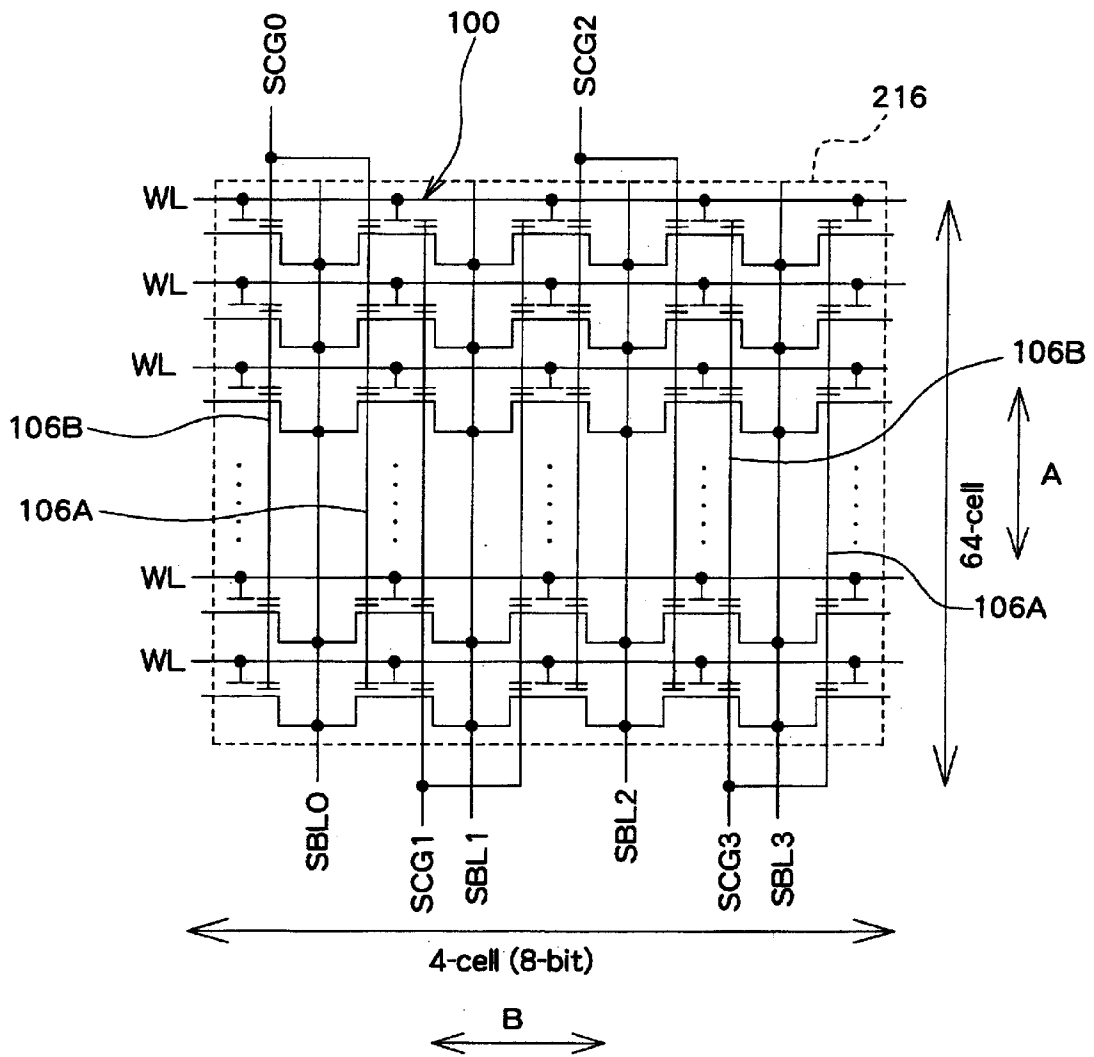 SCG0
100
SCG2
216
WL
WL
WL
106B
106B
A
64-cell
106A
WL
106A
WL
SBL0
SCG1
SBL1
SBL2
SCG3
SBL3
4-cell (8-bit)
B